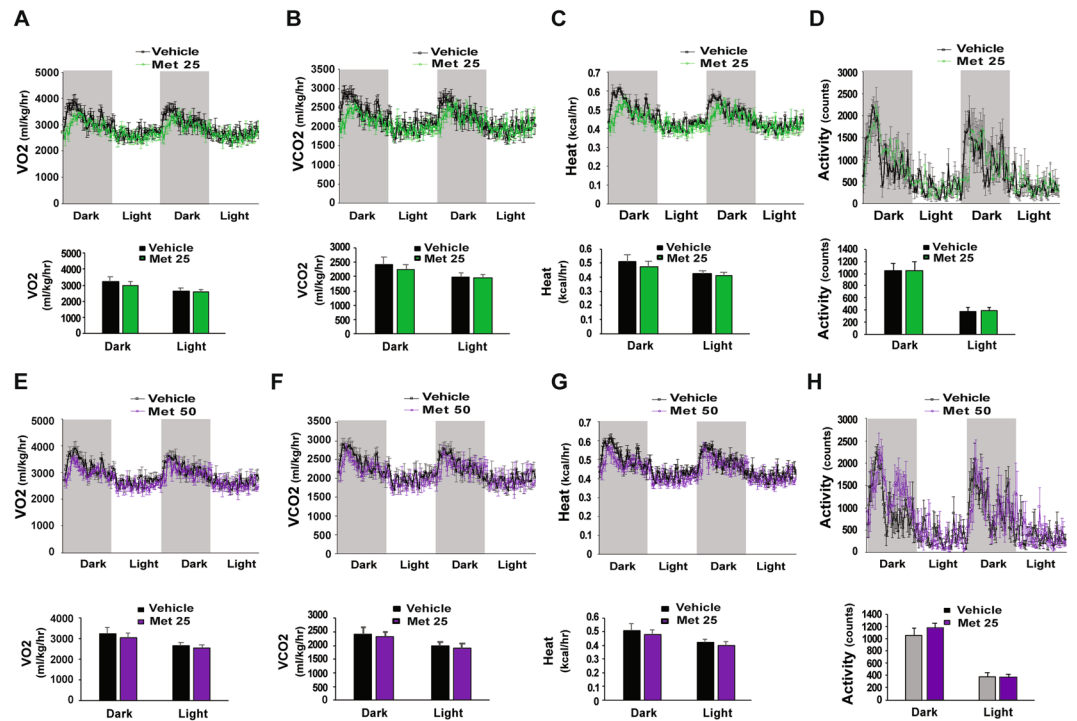 A
Vehicle
Met 25
VO2 (ml/kg/hr)
5000
4000
3000
2000
1000
0
Dark Light Dark Light
Vehicle
Met 25
VO2 (ml/kg/hr)
4000
3000
2000
1000
0
Dark Light
B
Vehicle
Met 25
VCO2 (ml/kg/hr)
3500
3000
2500
2000
1500
1000
500
0
Dark Light Dark Light
Vehicle
Met 25
VCO2 (ml/kg/hr)
3000
2500
2000
1500
1000
500
0
Dark Light
C
Vehicle
Met 25
Heat (kcal/hr)
0.7
0.6
0.5
0.4
0.3
0.2
0.1
0
Dark Light Dark Light
Vehicle
Met 25
Heat (kcal/hr)
0.6
0.5
0.4
0.3
0.2
0.1
0
Dark Light
D
Vehicle
Met 25
Activity (counts)
3000
2500
2000
1500
1000
500
0
Dark Light Dark Light
Vehicle
Met 25
Activity (counts)
1400
1200
1000
800
600
400
200
0
Dark Light
E
Vehicle
Met 50
VO2 (ml/kg/hr)
5000
4000
3000
2000
1000
0
Dark Light Dark Light
Vehicle
Met 25
VO2 (ml/kg/hr)
4000
3000
2000
1000
0
Dark Light
F
Vehicle
Met 50
VCO2 (ml/kg/hr)
3500
3000
2500
2000
1500
1000
500
0
Dark Light Dark Light
Vehicle
Met 25
VCO2 (ml/kg/hr)
3000
2500
2000
1500
1000
500
0
Dark Light
G
Vehicle
Met 50
Heat (kcal/hr)
0.7
0.6
0.5
0.4
0.3
0.2
0.1
0
Dark Light Dark Light
Vehicle
Met 25
Heat (kcal/hr)
0.6
0.5
0.4
0.3
0.2
0.1
0
Dark Light
H
Vehicle
Met 50
Activity (counts)
3000
2500
2000
1500
1000
500
0
Dark Light Dark Light
Vehicle
Met 25
Activity (counts)
1400
1200
1000
800
600
400
200
0
Dark Light